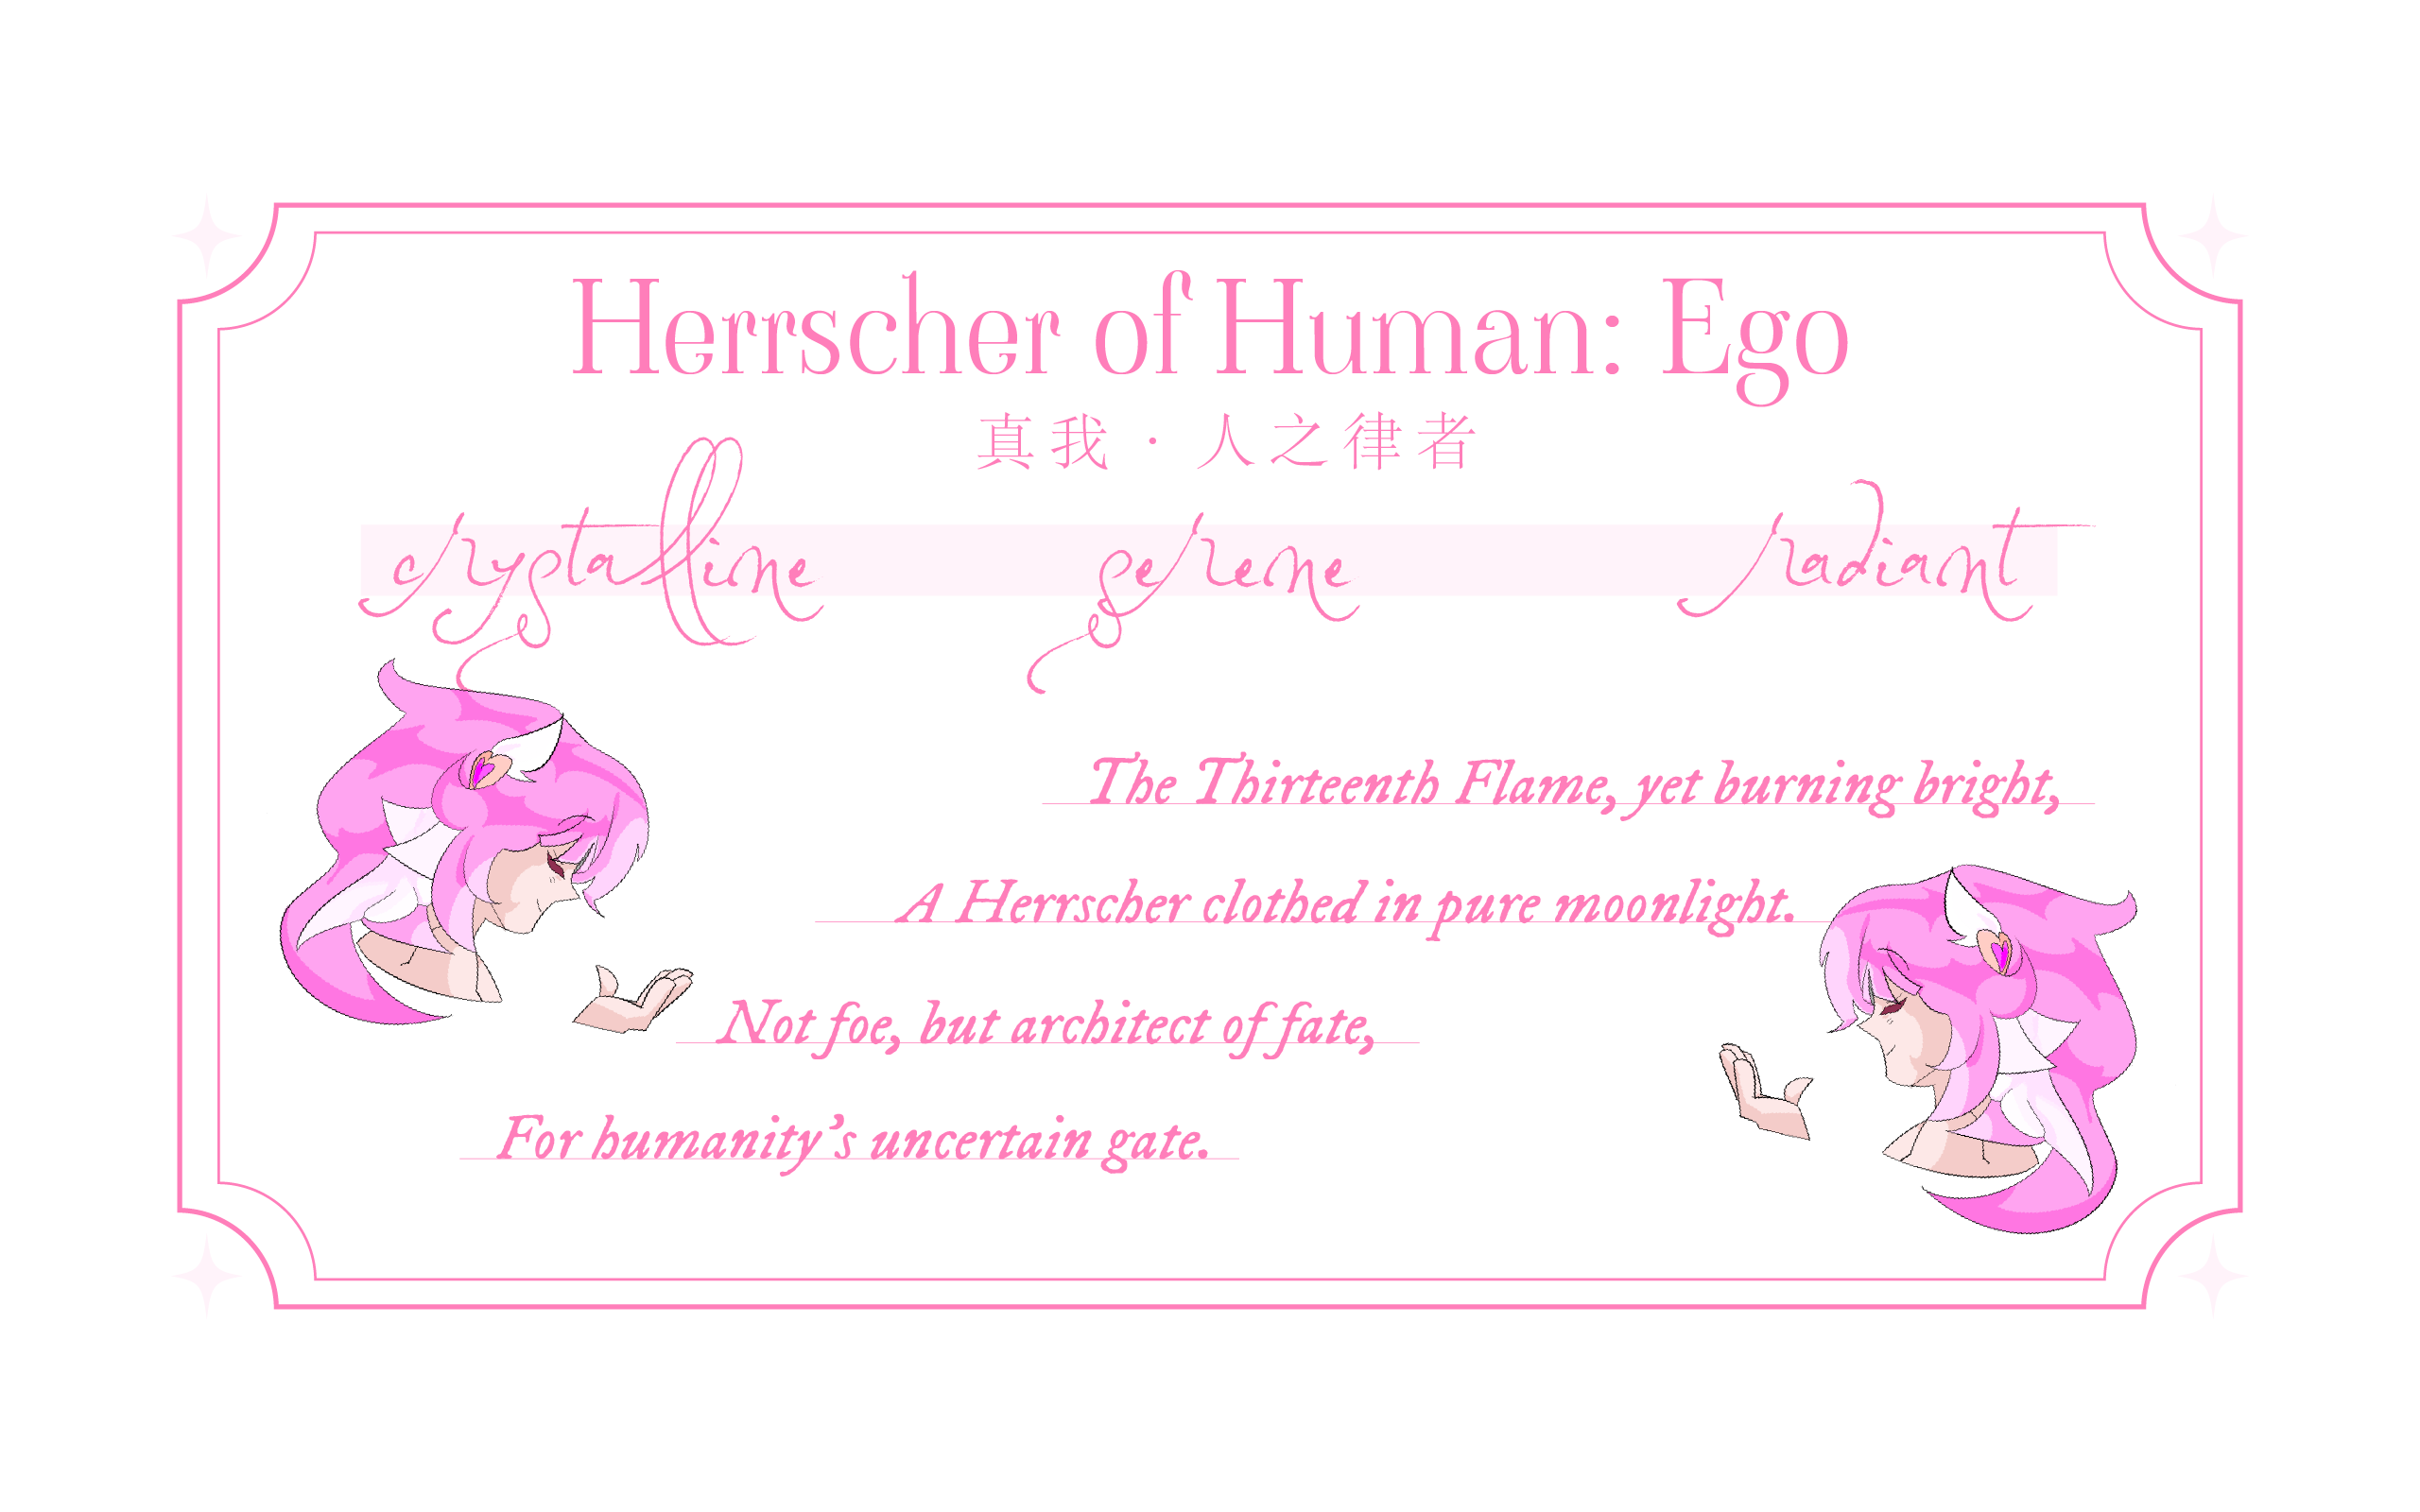 Herrscher of Human: Ego
真我·人之律者
crystalline serene radiant
The Thirteenth Flame, yet burning bright,
A Herrscher clothed in pure moonlight.
Not foe, but architect of fate,
For humanity’s uncertain gate.